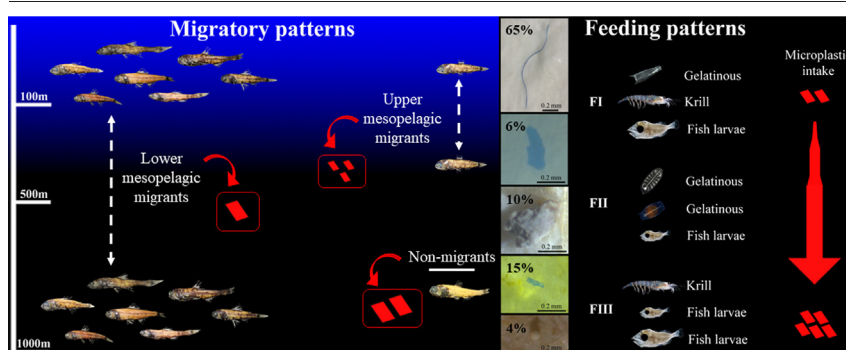 Migratory patterns
100m
500m
1000m
Lower
mesopelagic
migrants
Upper
mesopelagic
migrants
Non-migrants
65%
0.2 mm
6%
0.2 mm
10%
0.2 mm
15%
0.2 mm
4%
Feeding patterns
Microplasti
intake
FI
Gelatinous
Krill
Fish larvae
FII
Gelatinous
Gelatinous
Fish larvae
FIII
Krill
Fish larvae
Fish larvae